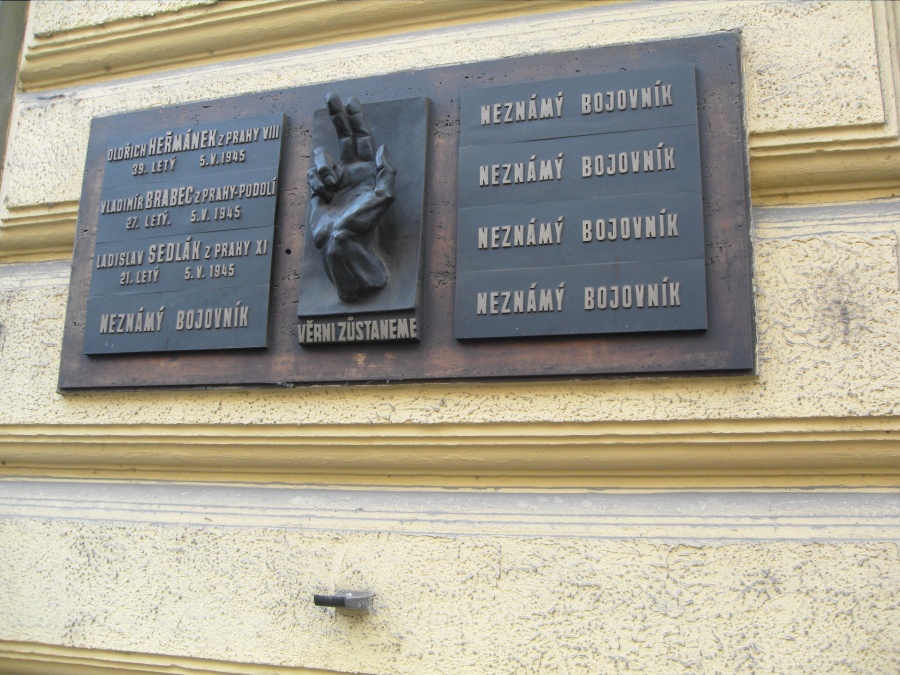 OLDŘICH HEŘMÁNEK Z PRAHY VIII
39. LETÝ 5.V.1945
VLADIMÍR BRABEC Z PRAHY-PODOLÍ
27. LETÝ. 5.V. 1945
LADISLAV SEDLÁK Z PRAHY XI
21. LETÝ 5.V. 1945
NEZNÁMÝ BOJOVNÍK
VĚRNI ZŮSTANEME
NEZNÁMÝ BOJOVNÍK
NEZNÁMÝ BOJOVNÍK
NEZNÁMÝ BOJOVNÍK
NEZNÁMÝ BOJOVNÍK